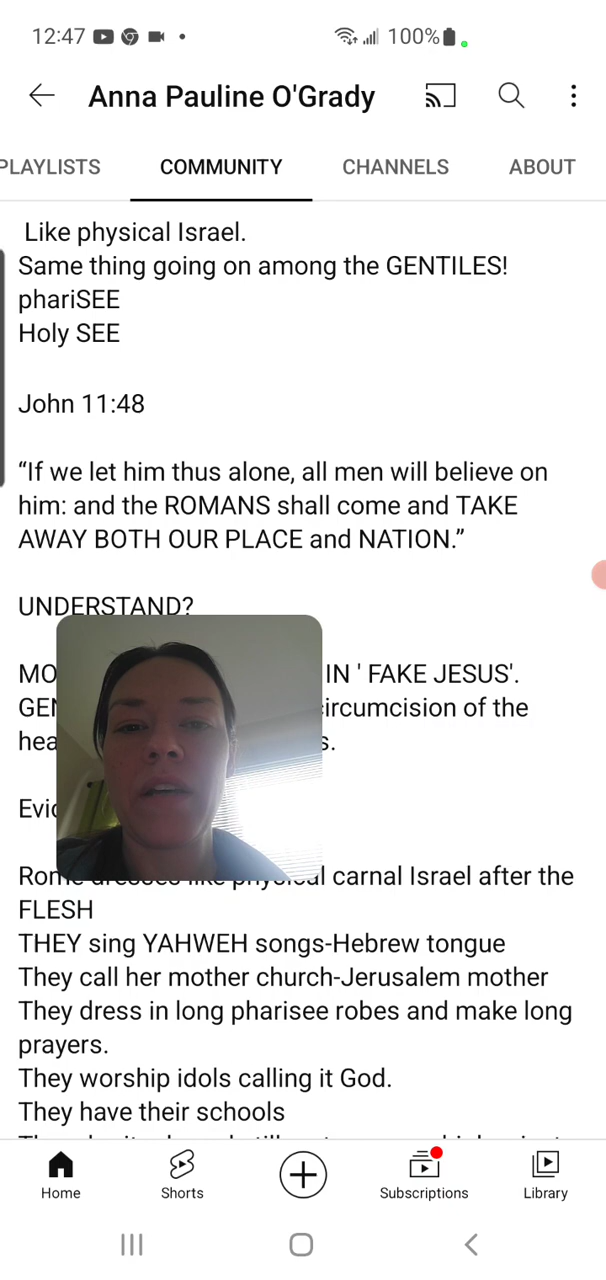 12:47 100%
Anna Pauline O'Grady
PLAYLISTS COMMUNITY CHANNELS ABOUT
Like physical Israel.
Same thing going on among the GENTILES!
phariSEE
Holy SEE
John 11:48
“If we let him thus alone, all men will believe on
him: and the ROMANS shall come and TAKE
AWAY BOTH OUR PLACE and NATION.”
UNDERSTAND?
IN ' FAKE JESUS'.
of the
Rome dresses like physical carnal Israel after the
FLESH
THEY sing YAHWEH songs-Hebrew tongue
They call her mother church-Jerusalem mother
They dress in long pharisee robes and make long
prayers.
They worship idols calling it God.
They have their schools
Home Shorts Subscriptions Library